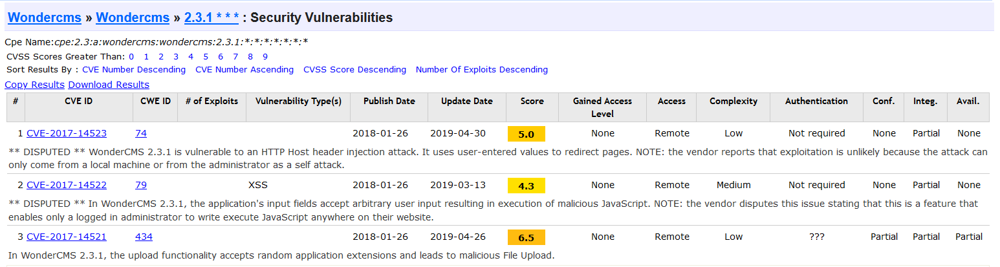 Wondercms » Wondercms » 2.3.1 * * * : Security Vulnerabilities
Cpe Name:cpe:2.3:a:wondercms:wondercms:2.3.1:*:*:*:*:*:*:*
CVSS Scores Greater Than: 0 1 2 3 4 5 6 7 8 9
Sort Results By : CVE Number Descending CVE Number Ascending CVSS Score Descending Number Of Exploits Descending
Copy Results Download Results
# CVE ID CWE ID # of Exploits Vulnerability Type(s) Publish Date Update Date Score Gained Access Level Access Complexity Authentication Conf. Integ. Avail.
1 CVE-2017-14523 74 2018-01-26 2019-04-30 5.0 None Remote Low Not required None Partial None
** DISPUTED ** WonderCMS 2.3.1 is vulnerable to an HTTP Host header injection attack. It uses user-entered values to redirect pages. NOTE: the vendor reports that exploitation is unlikely because the attack can
only come from a local machine or from the administrator as a self attack.
2 CVE-2017-14522 79 XSS 2018-01-26 2019-03-13 4.3 None Remote Medium Not required None Partial None
** DISPUTED ** In WonderCMS 2.3.1, the application's input fields accept arbitrary user input resulting in execution of malicious JavaScript. NOTE: the vendor disputes this issue stating that this is a feature that
enables only a logged in administrator to write execute JavaScript anywhere on their website.
3 CVE-2017-14521 434 2018-01-26 2019-04-26 6.5 None Remote Low ??? Partial Partial Partial
In WonderCMS 2.3.1, the upload functionality accepts random application extensions and leads to malicious File Upload.